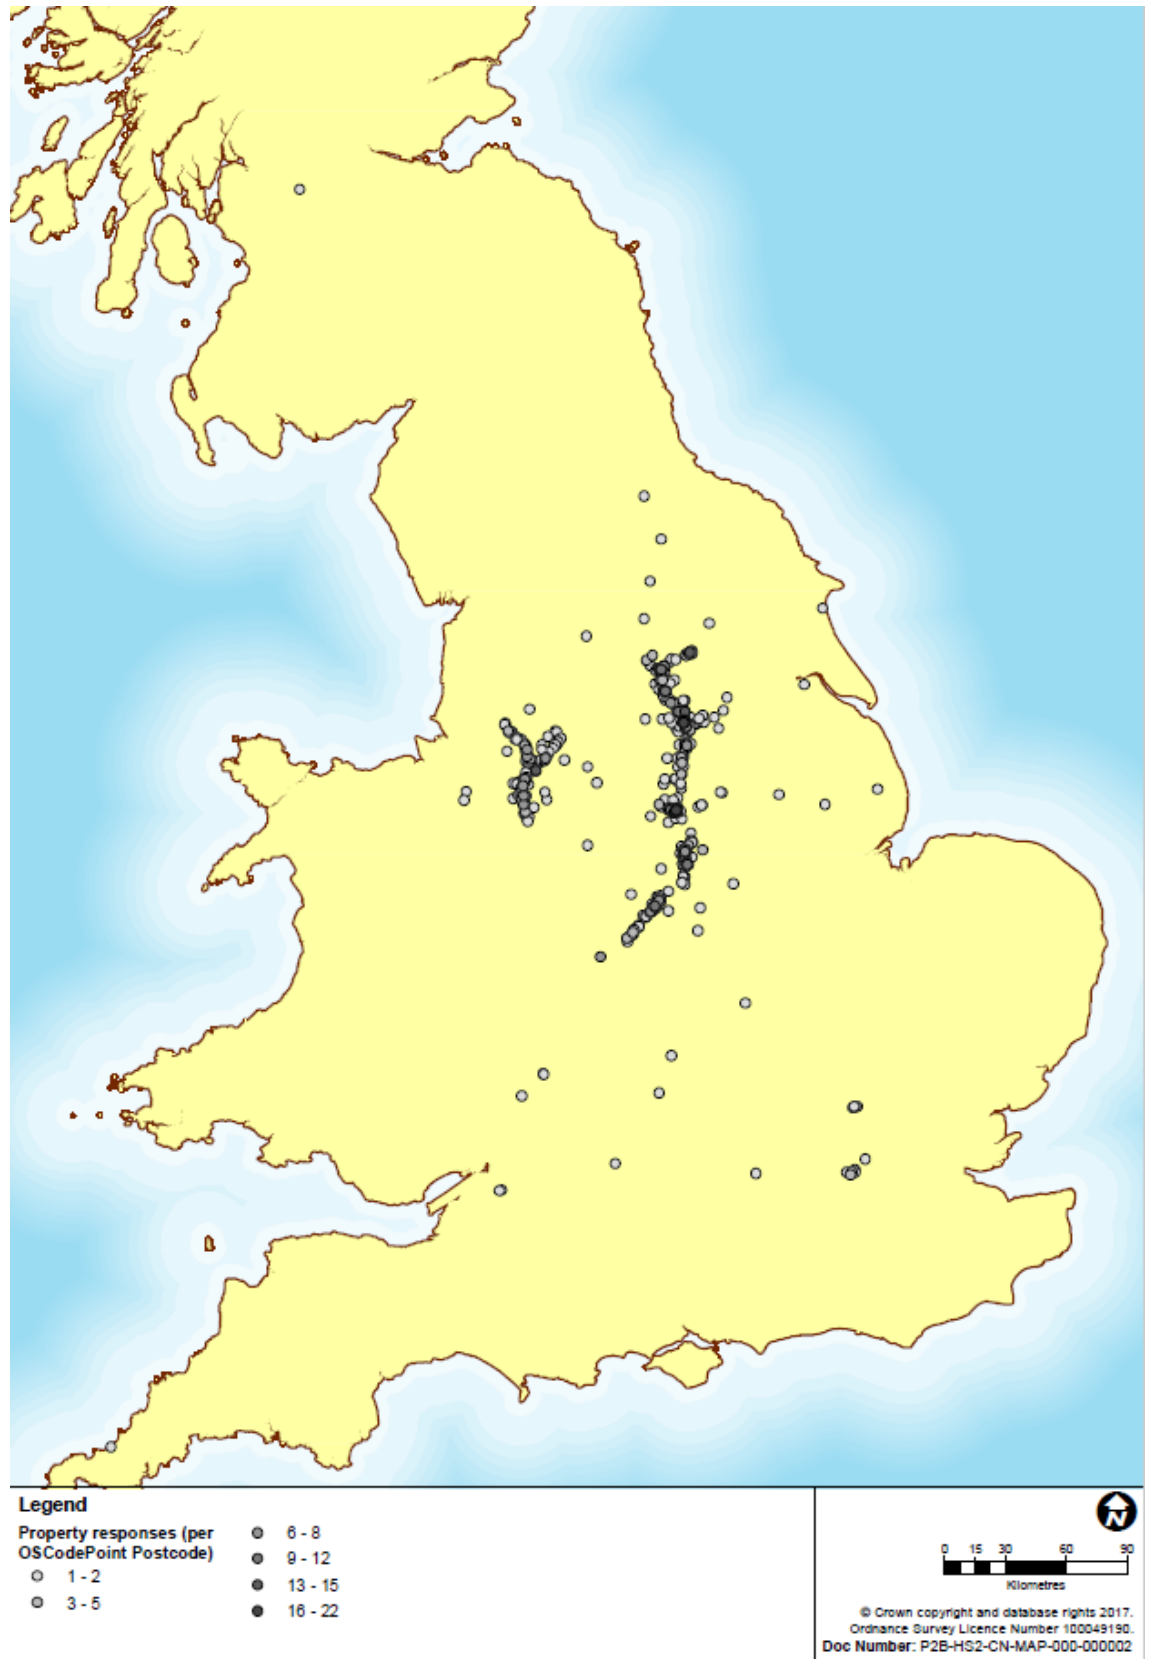 Legend
Property responses (per
OSCodePoint Postcode)
1 - 2
3 - 5
6 - 8
9 - 12
13 - 15
16 - 22
N
0 15 30 60 90
Kilometres
© Crown copyright and database rights 2017.
Ordnance Survey Licence Number 100049190.
Doc Number: P2B-HS2-CN-MAP-000-000002